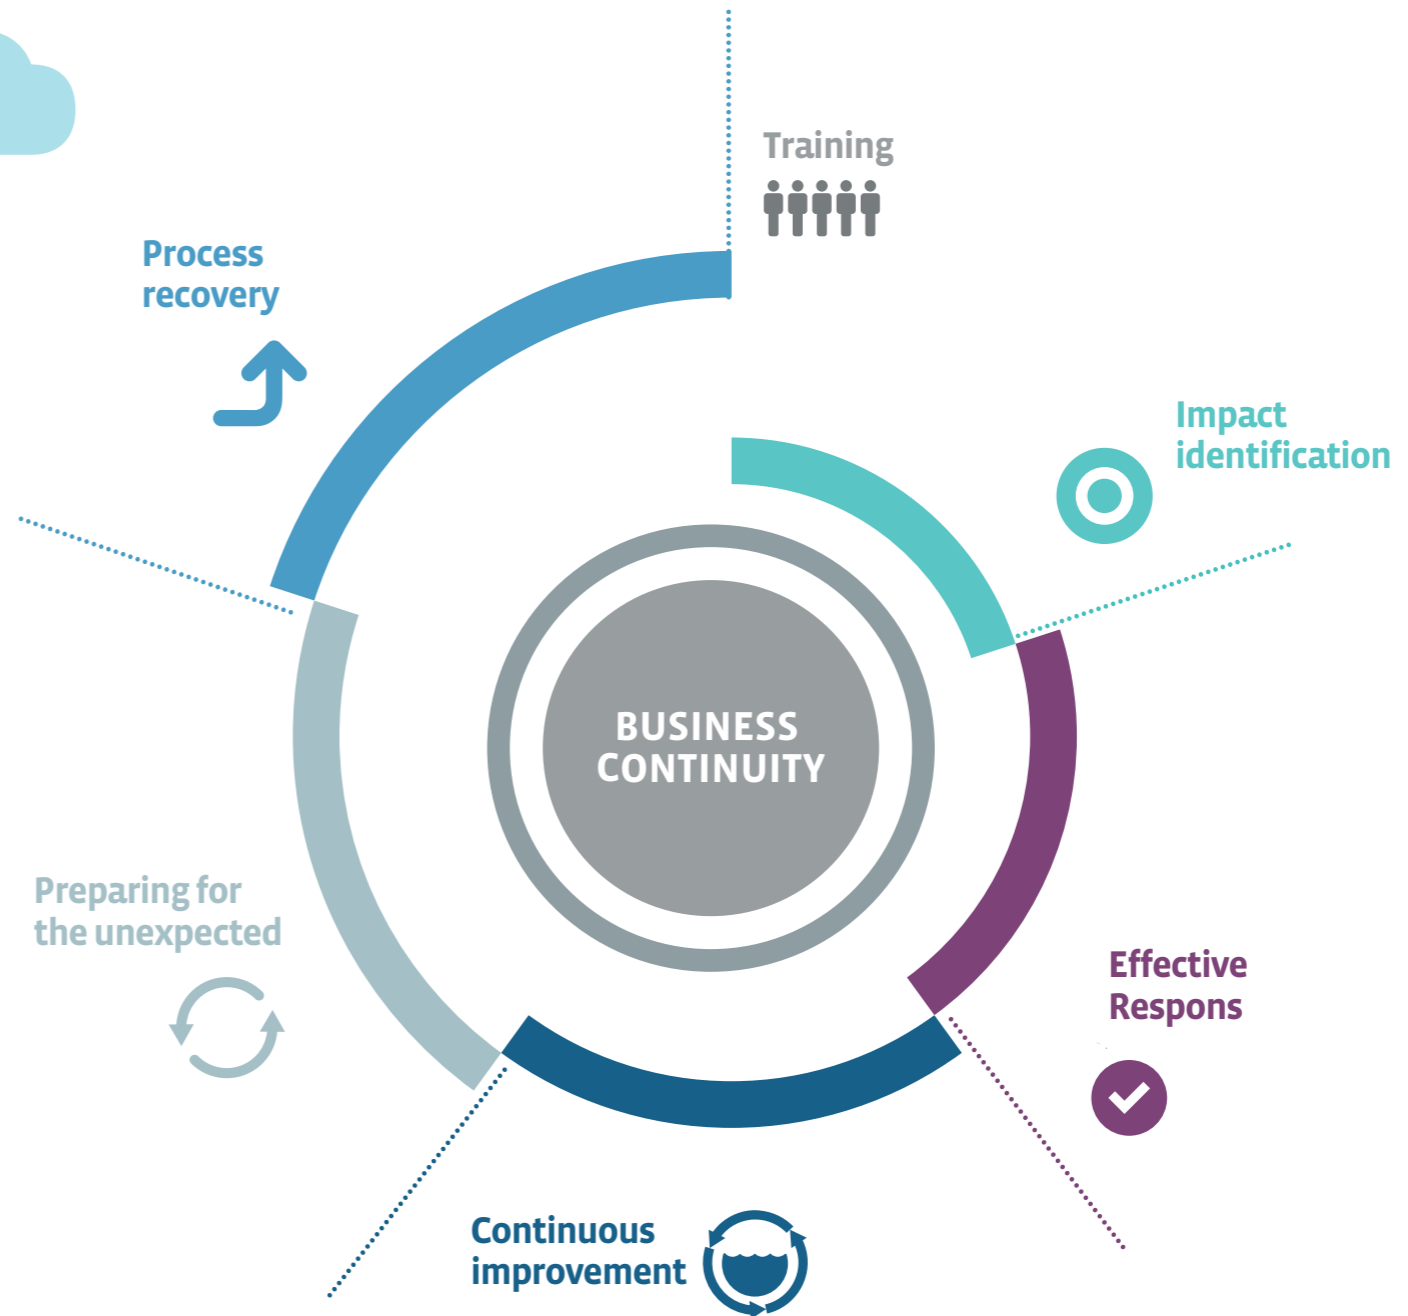 Training
Process
recovery
Impact
identification
BUSINESS
CONTINUITY
Preparing for
the unexpected
Effective
Respons
Continuous
improvement